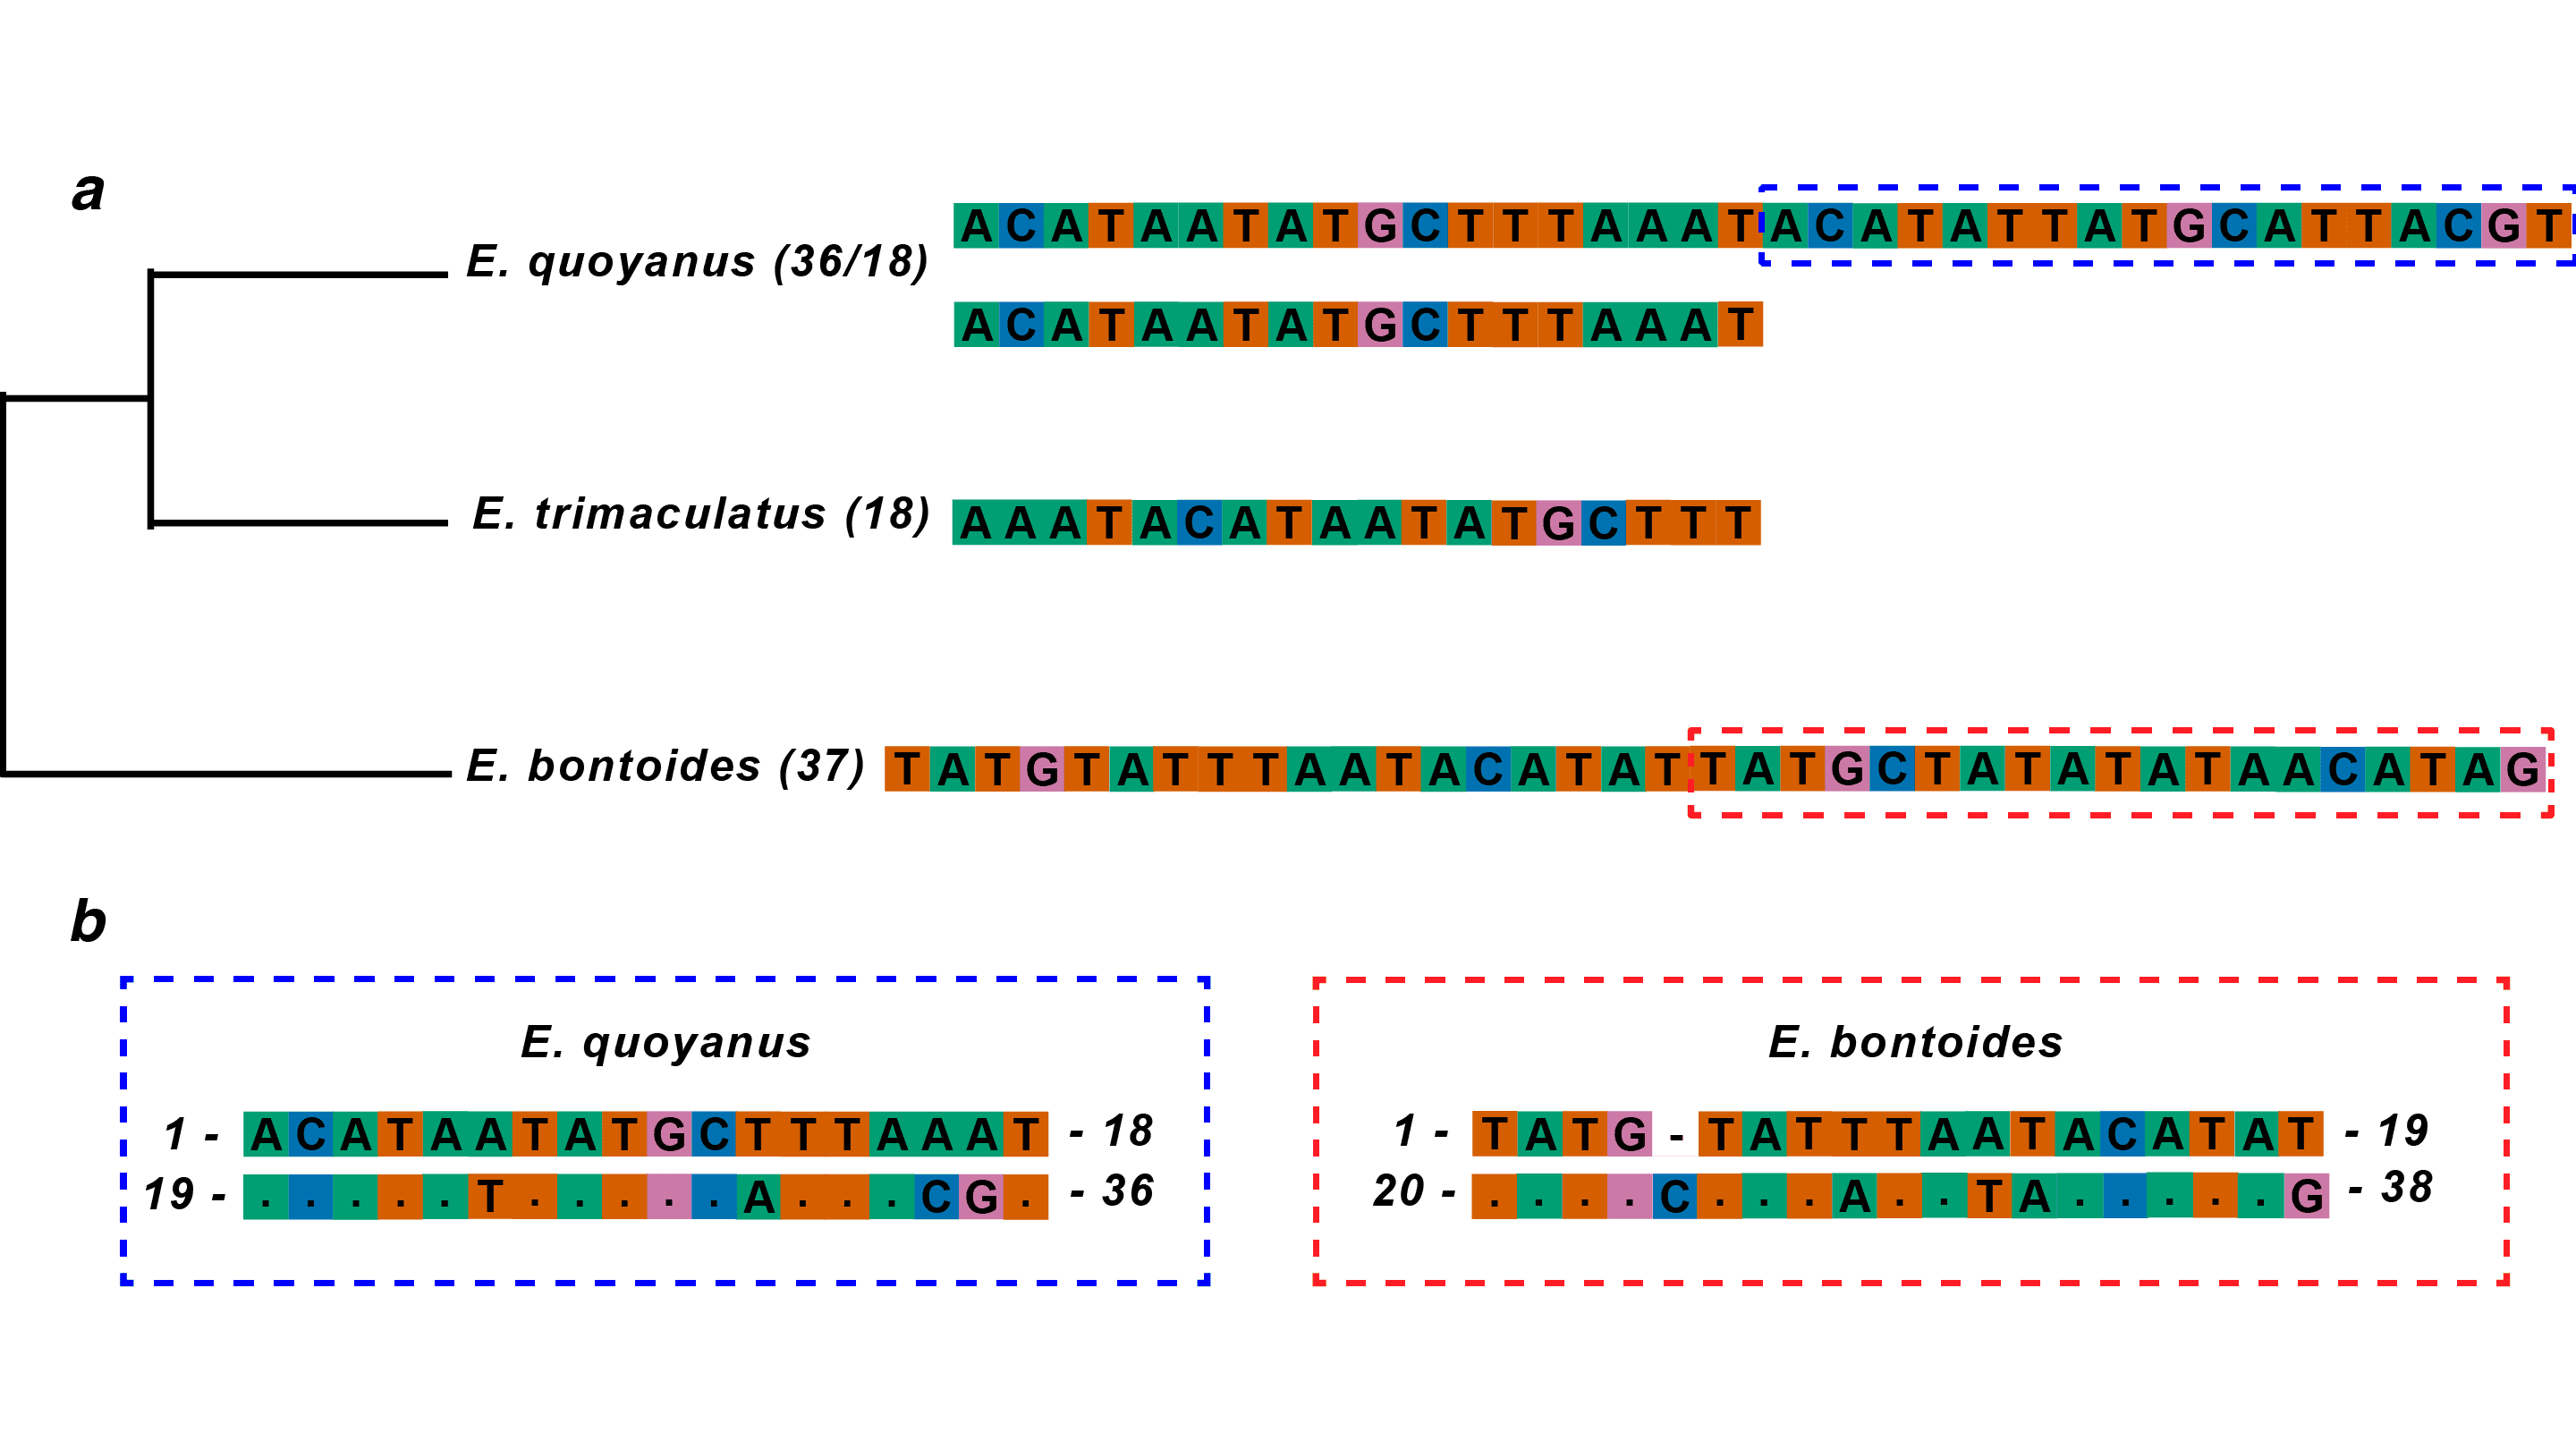 a
E. quoyanus (36/18)
ACATAATATGCTTTAAATACATATTATGCATTACGT
ACATAATATGCTTTAAAT
E. trimaculatus (18)
AAATACATAATATGCTTT
E. bontoides (37)
TATGTATTTAATACATATTATGCTATATATAACATAG
b
E. quoyanus
1 - ACATAATATGCTTTAAAT - 18
19 - .....T.....A...CG. - 36
E. bontoides
1 - TATG-TATTTAATACATAT - 19
20 - ....C...A..TA.....G - 38